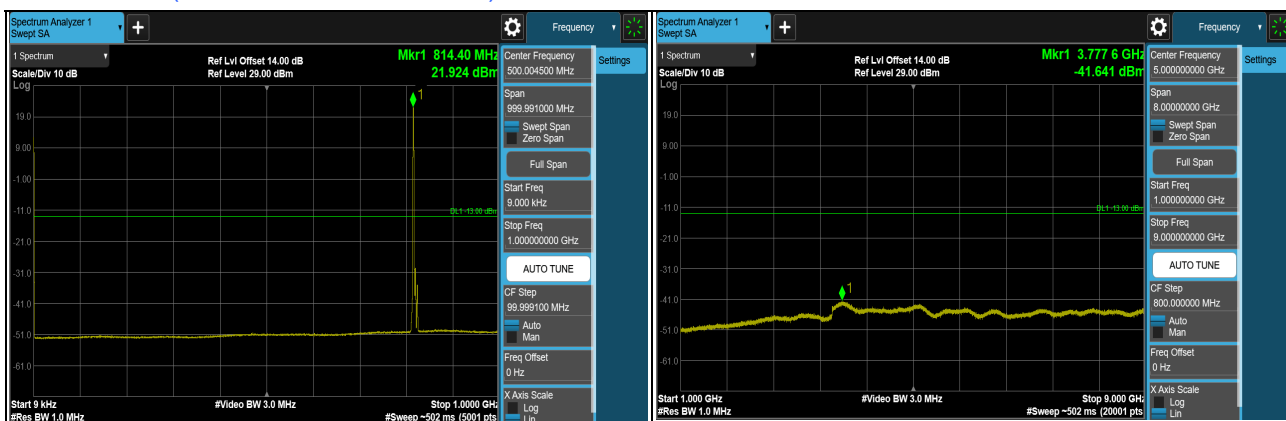 Spectrum Analyzer 1
Swept SA
+
Frequency
1 Spectrum
Scale/Div 10 dB
Log
Ref Lvl Offset 14.00 dB
Ref Level 29.00 dBm
Mkr1 814.40 MHz
21.924 dBm
1
19.0
9.00
-1.00
-11.0
-21.0
-31.0
-41.0
-51.0
-61.0
DL1 -13.00 dBm
Start 9 kHz
#Res BW 1.0 MHz
#Video BW 3.0 MHz
Stop 1.0000 GHz
#Sweep ~502 ms (5001 pts
Center Frequency
500.004500 MHz
Settings
Span
999.991000 MHz
Swept Span
Zero Span
Full Span
Start Freq
9.000 kHz
Stop Freq
1.000000000 GHz
AUTO TUNE
CF Step
99.999100 MHz
Auto
Man
Freq Offset
0 Hz
X Axis Scale
Log
Lin
Spectrum Analyzer 1
Swept SA
+
Frequency
1 Spectrum
Scale/Div 10 dB
Log
Ref Lvl Offset 14.00 dB
Ref Level 29.00 dBm
Mkr1 3.777 6 GHz
-41.641 dBm
1
19.0
9.00
-1.00
-11.0
-21.0
-31.0
-41.0
-51.0
-61.0
DL1 -13.00 dBm
Start 1.000 GHz
#Res BW 1.0 MHz
#Video BW 3.0 MHz
Stop 9.000 GHz
#Sweep ~502 ms (20001 pts
Center Frequency
5.000000000 GHz
Settings
Span
8.00000000 GHz
Swept Span
Zero Span
Full Span
Start Freq
1.000000000 GHz
Stop Freq
9.000000000 GHz
AUTO TUNE
CF Step
800.000000 MHz
Auto
Man
Freq Offset
0 Hz
X Axis Scale
Log
Lin